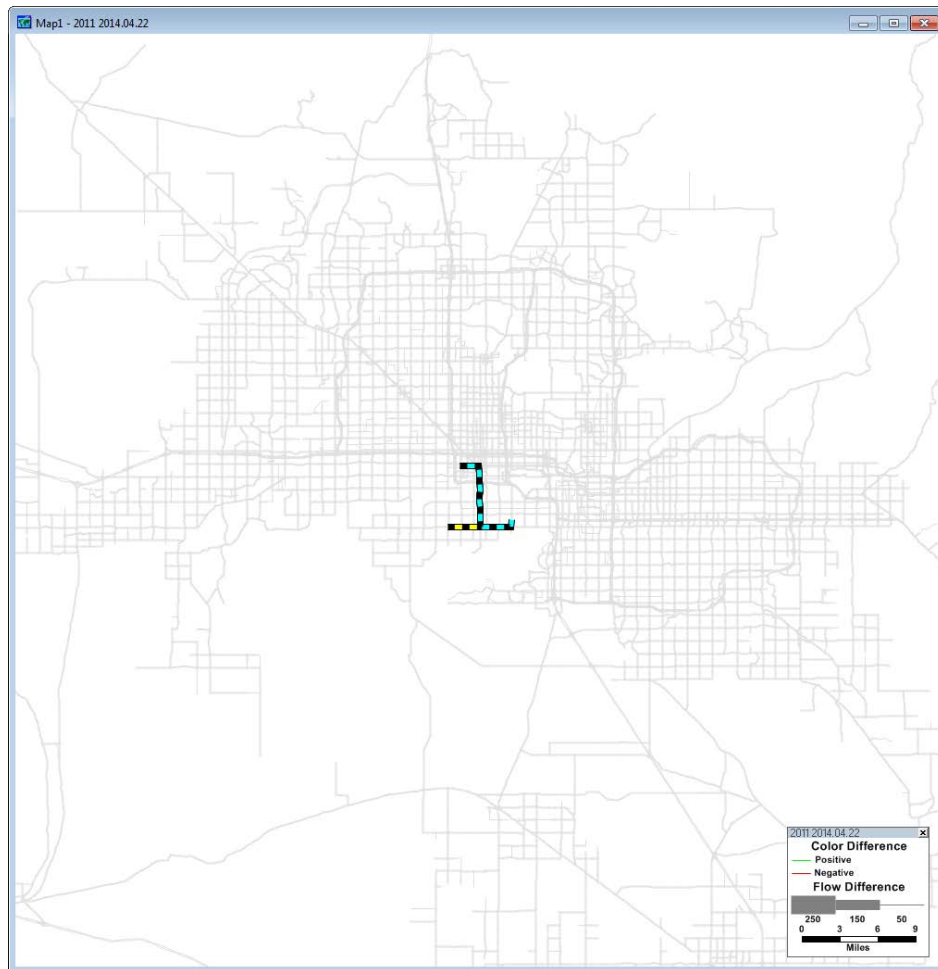 Map1 - 2011 2014.04.22
2011 2014.04.22
Color Difference
Positive
Negative
Flow Difference
250 150 50
0 3 6 9
Miles